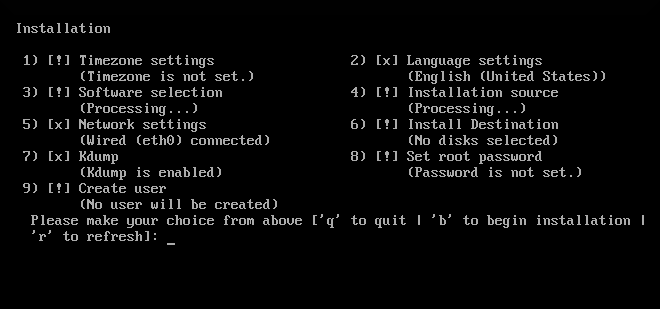 Installation
1) [!] Timezone settings 2) [x] Language settings
(Timezone is not set.) (English (United States))
3) [!] Software selection 4) [!] Installation source
(Processing...) (Processing...)
5) [x] Network settings 6) [!] Install Destination
(Wired (eth0) connected) (No disks selected)
7) [x] Kdump 8) [!] Set root password
(Kdump is enabled) (Password is not set.)
9) [!] Create user
(No user will be created)
Please make your choice from above ['q' to quit | 'b' to begin installation |
'r' to refresh]: _